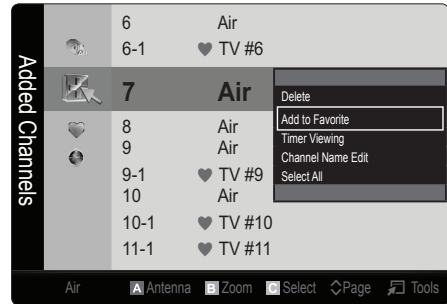 Added Channels
6 Air
6-1 ♥ TV #6
7 Air
8 Air
9 Air
9-1 ♥ TV #9
10 Air
10-1 ♥ TV #10
11-1 ♥ TV #11
Delete
Add to Favorite
Timer Viewing
Channel Name Edit
Select All
Air A Antenna B Zoom C Select Page Tools